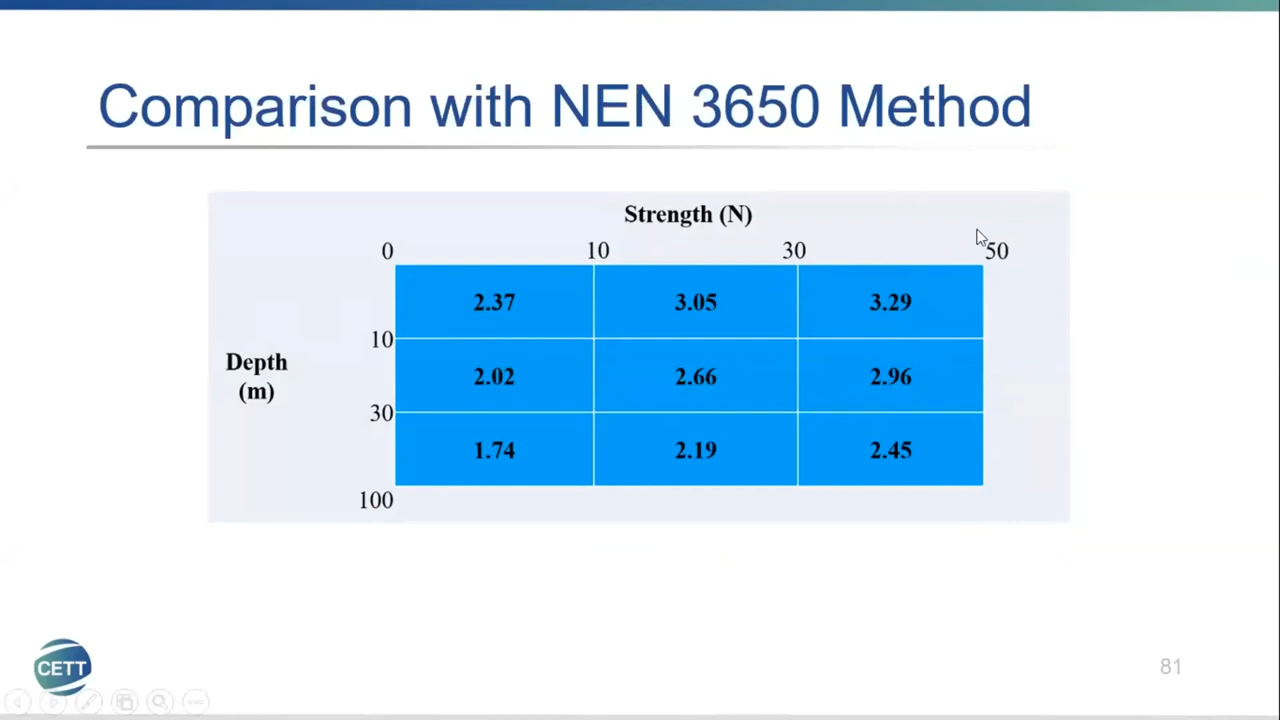 Comparison with NEN 3650 Method
Strength (N)
0 10 30 50
2.37 3.05 3.29
10
Depth
(m)
2.02 2.66 2.96
30
1.74 2.19 2.45
100
CETT
81